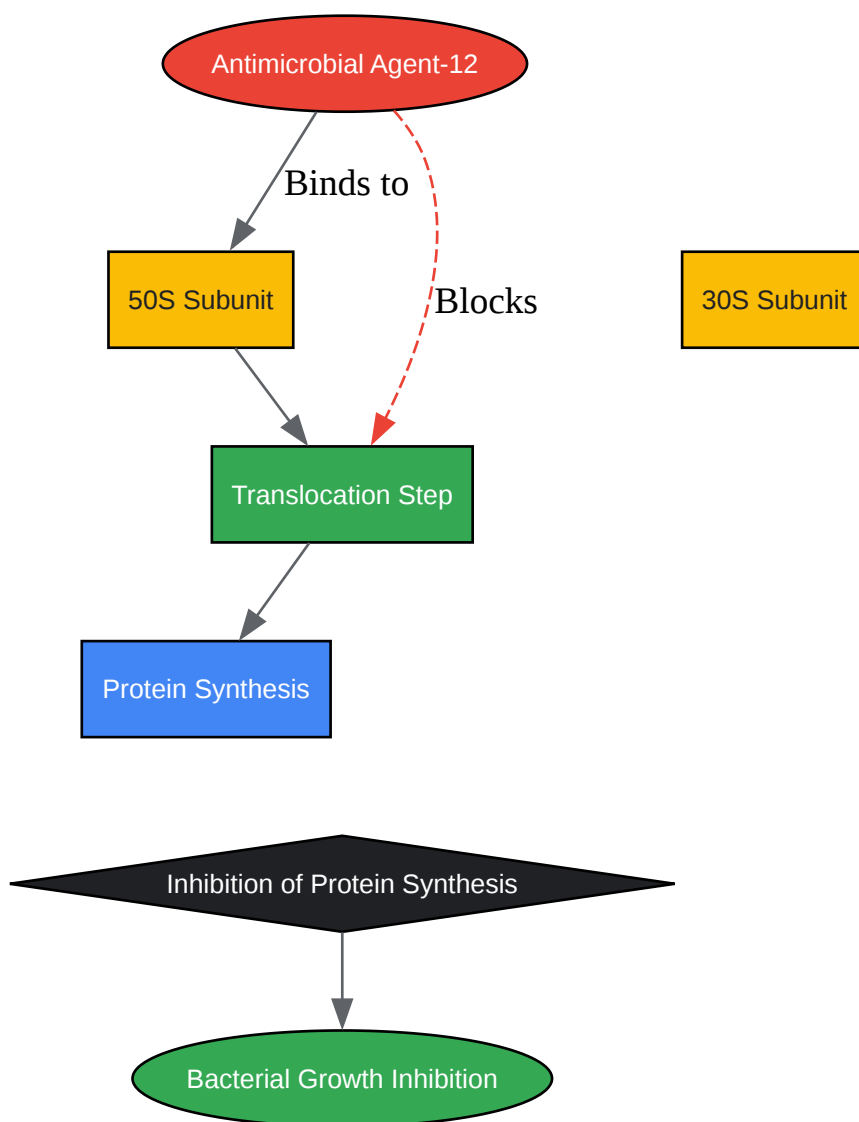 Antimicrobial Agent-12
Binds to
50S Subunit
Blocks
30S Subunit
Translocation Step
Protein Synthesis
Inhibition of Protein Synthesis
Bacterial Growth Inhibition